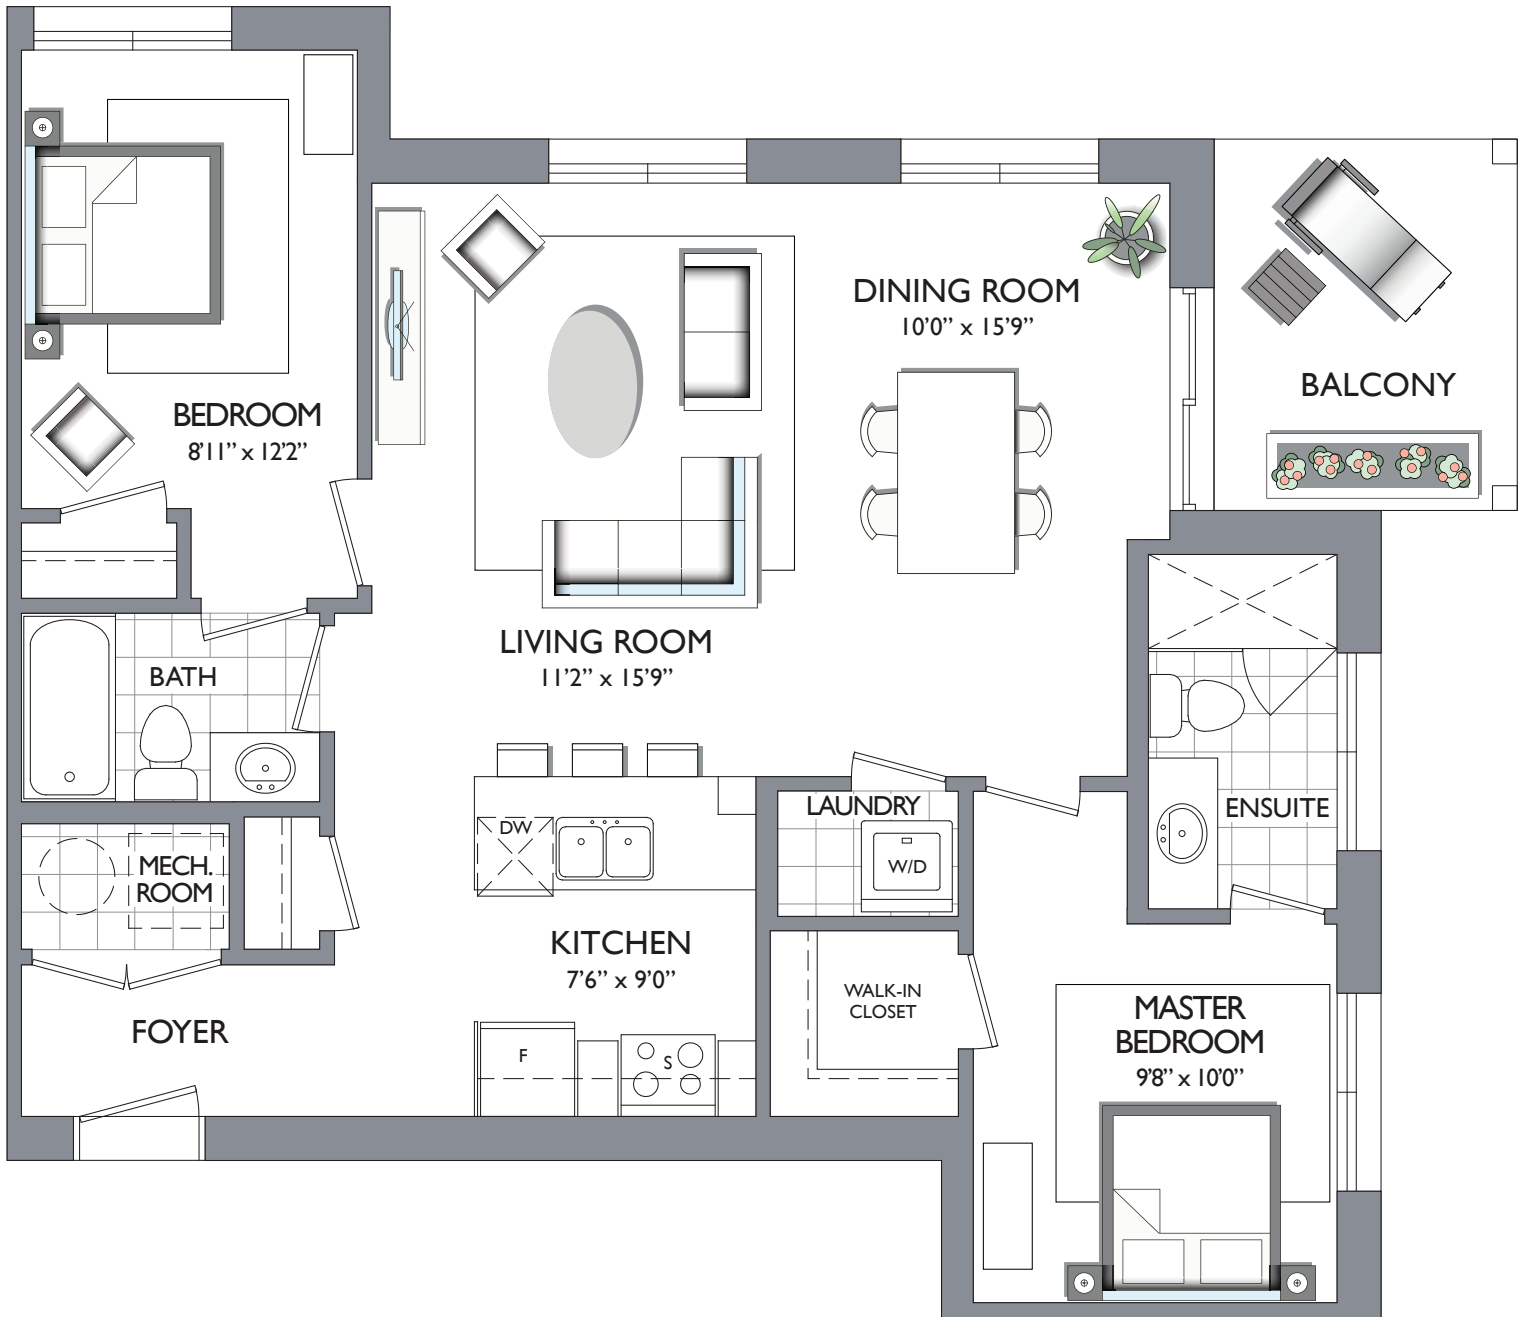 DINING ROOM
10'0” x 15'9”
BALCONY
BEDROOM
8'11” x 12'2”
LIVING ROOM
11'2” x 15'9”
BATH
LAUNDRY
W/D
ENSUITE
DW
MECH.
ROOM
KITCHEN
7'6” x 9'0”
WALK-IN
CLOSET
MASTER
BEDROOM
9'8” x 10'0”
FOYER
F
S